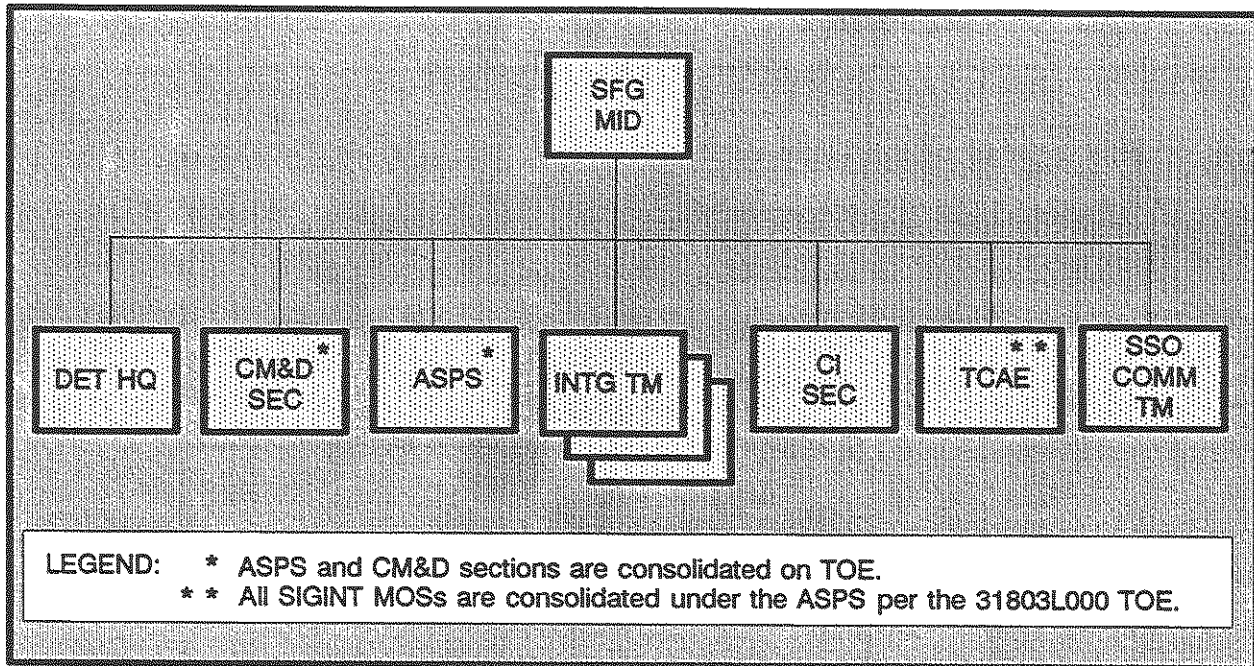 SFG
MID
DET HQ
CM&D *
SEC
ASPS *
INTG TM
CI
SEC
* *
TCAE
SSO
COMM
TM
LEGEND: * ASPS and CM&D sections are consolidated on TOE.
* * All SIGINT MOSs are consolidated under the ASPS per the 31803L000 TOE.